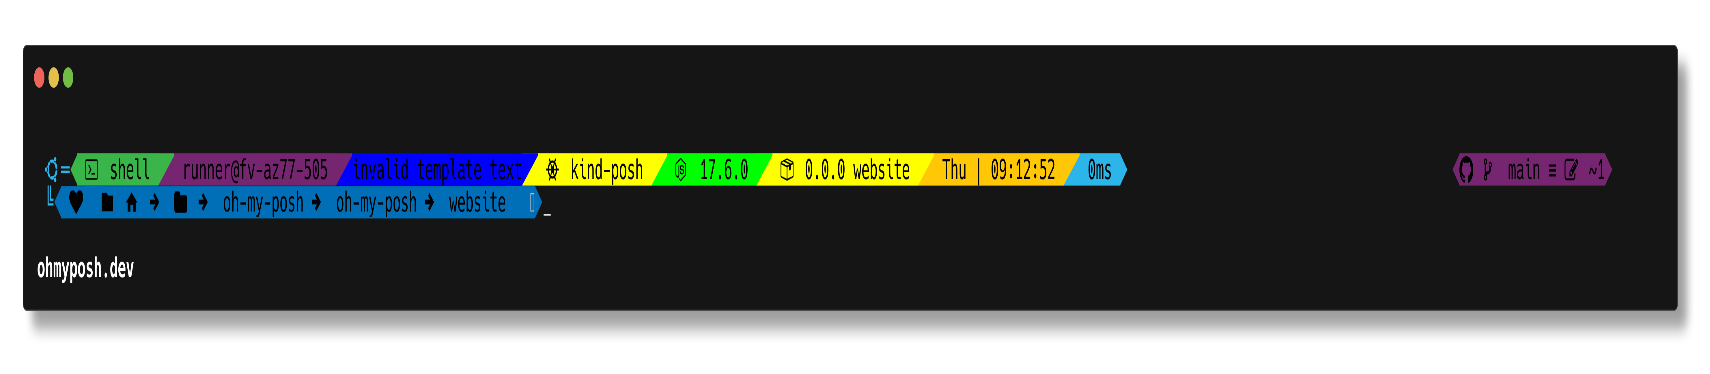 shell runner@fv-az77-505 invalid template text kind-posh 17.6.0 0.0.0 website Thu | 09:12:52 0ms main ≡ ~1
oh-my-posh oh-my-posh website _
ohmyposh.dev